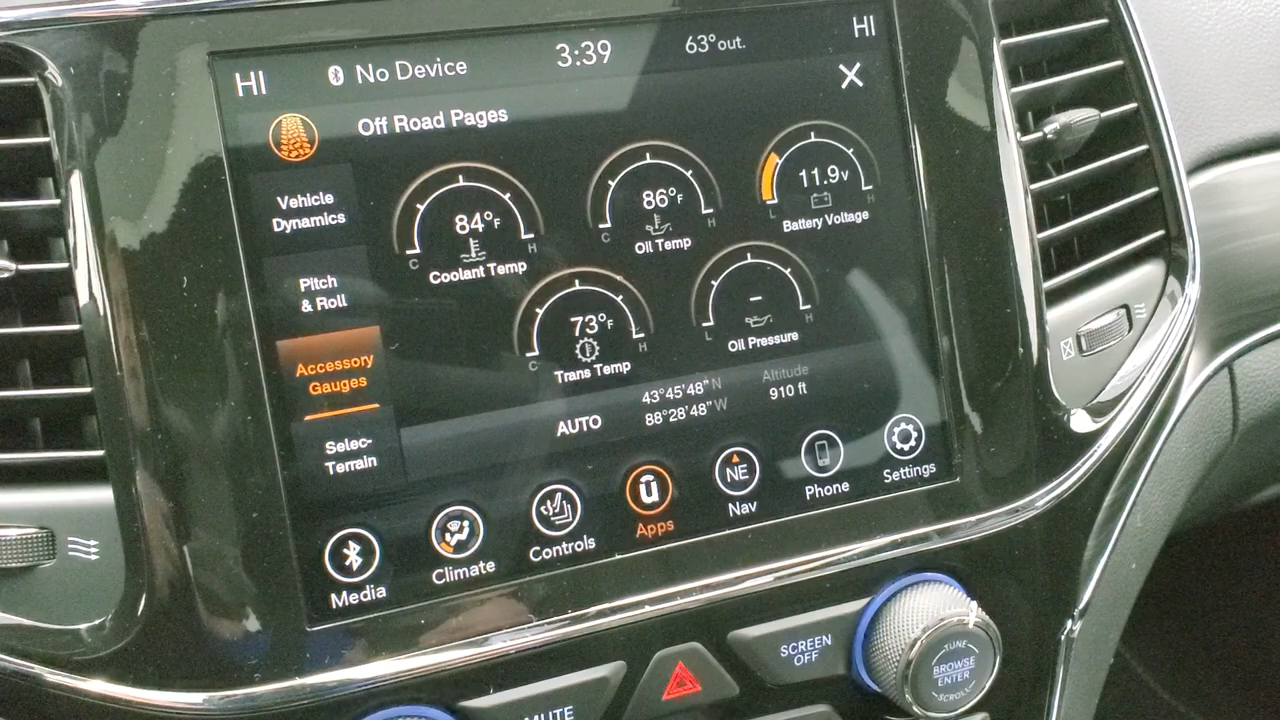 HI
No Device
3:39
63° out.
HI
Off Road Pages
Vehicle
Dynamics
Pitch
& Roll
Accessory
Gauges
Selec-
Terrain
84°F
C H
Coolant Temp
86°F
C H
Oil Temp
11.9v
L H
Battery Voltage
73°F
C H
Trans Temp
–
L H
Oil Pressure
AUTO
43°45'48" N
88°28'48" W
Altitude
910 ft
Media
Climate
Controls
Apps
NE
Nav
Phone
Settings
MUTE
SCREEN
OFF
TUNE
BROWSE
ENTER
SCROLL